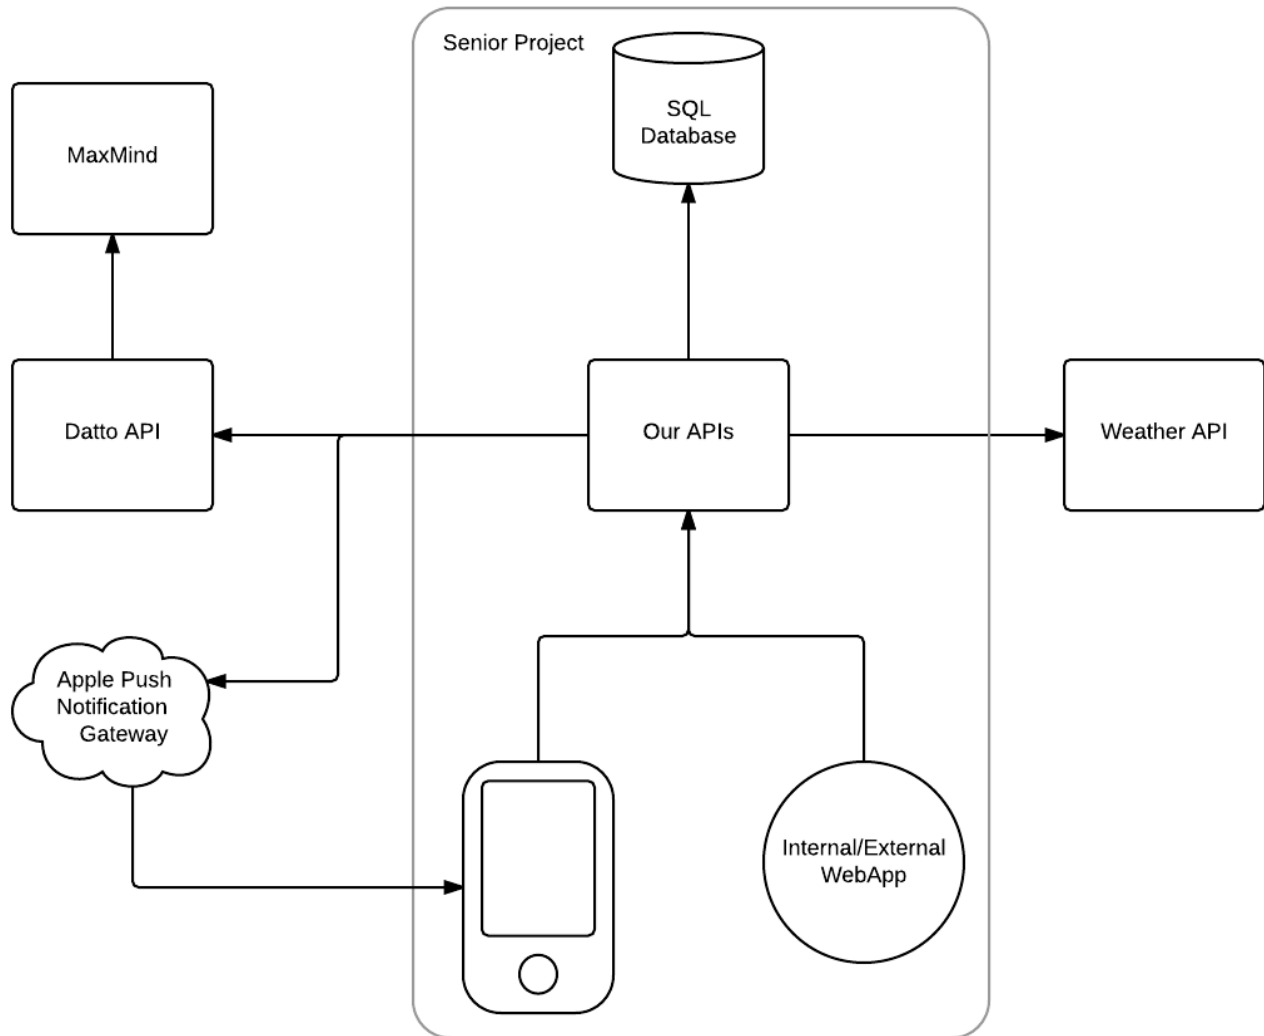 Senior Project
SQL
Database
MaxMind
Datto API
Our APIs
Weather API
Apple Push
Notification
Gateway
Internal/External
WebApp